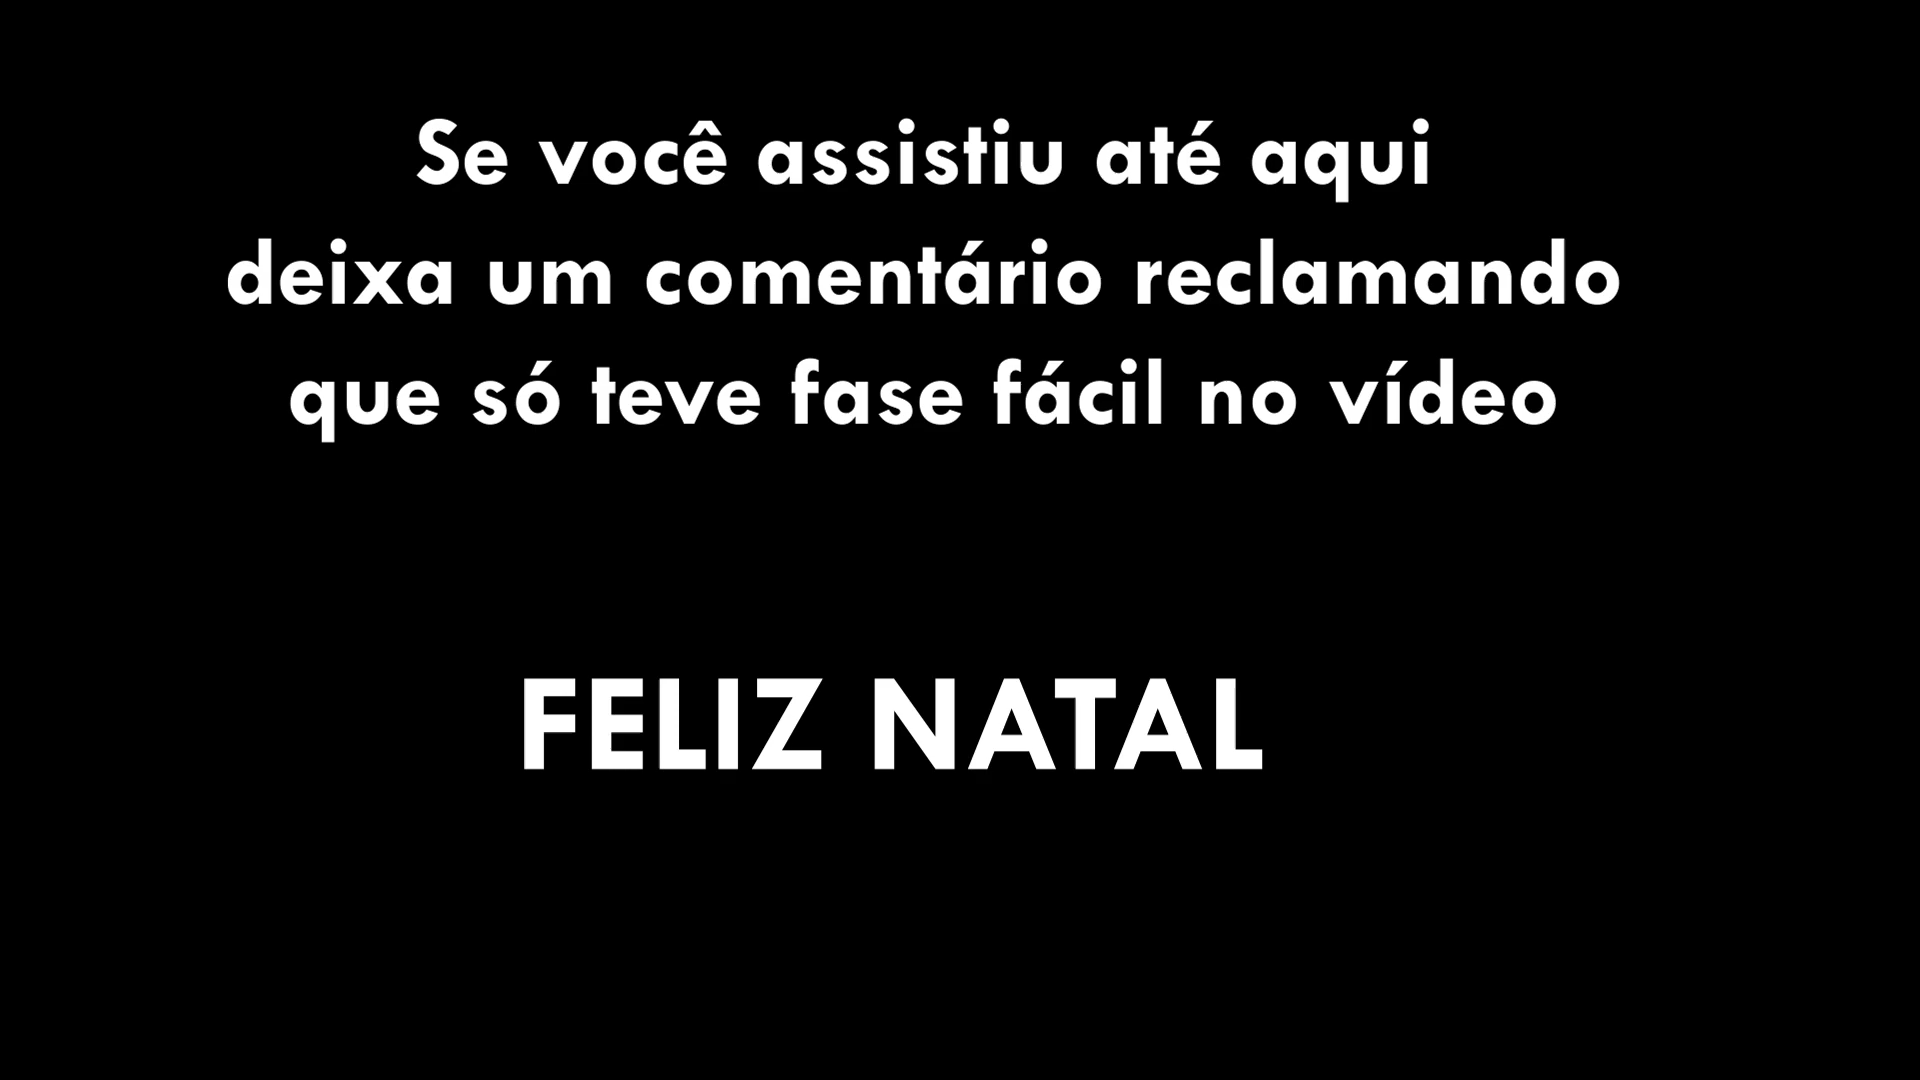 Se você assistiu até aqui
deixa um comentário reclamando
que só teve fase fácil no vídeo
FELIZ NATAL